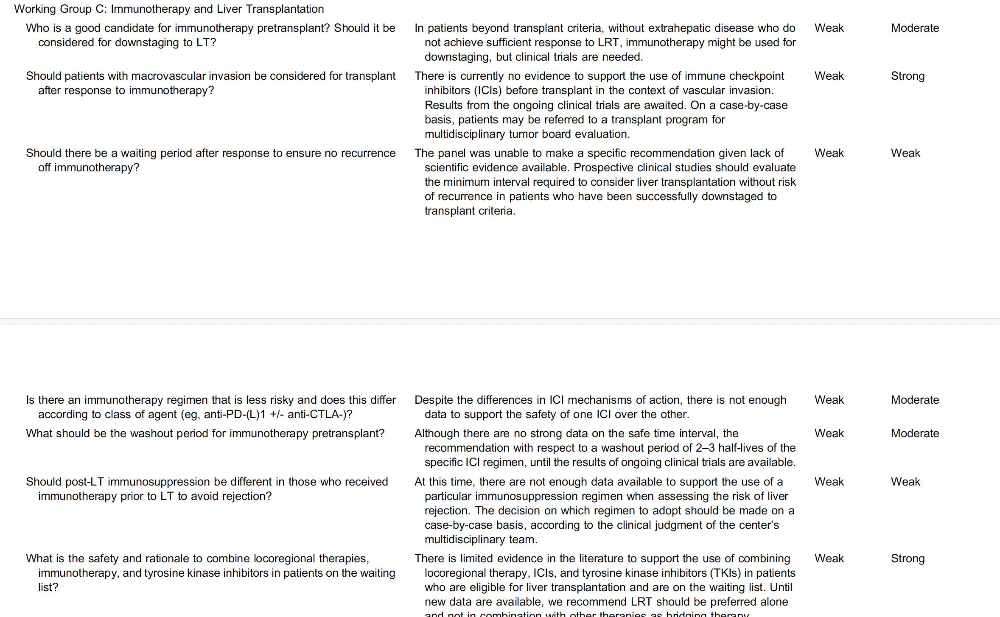 Working Group C: Immunotherapy and Liver Transplantation
Who is a good candidate for immunotherapy pretransplant? Should it be
considered for downstaging to LT?
In patients beyond transplant criteria, without extrahepatic disease who do
not achieve sufficient response to LRT, immunotherapy might be used for
downstaging, but clinical trials are needed.
Weak
Moderate
Should patients with macrovascular invasion be considered for transplant
after response to immunotherapy?
There is currently no evidence to support the use of immune checkpoint
inhibitors (ICIs) before transplant in the context of vascular invasion.
Results from the ongoing clinical trials are awaited. On a case-by-case
basis, patients may be referred to a transplant program for
multidisciplinary tumor board evaluation.
Weak
Strong
Should there be a waiting period after response to ensure no recurrence
off immunotherapy?
The panel was unable to make a specific recommendation given lack of
scientific evidence available. Prospective clinical studies should evaluate
the minimum interval required to consider liver transplantation without risk
of recurrence in patients who have been successfully downstaged to
transplant criteria.
Weak
Weak
Is there an immunotherapy regimen that is less risky and does this differ
according to class of agent (eg, anti-PD-(L)1 +/- anti-CTLA-)?
Despite the differences in ICI mechanisms of action, there is not enough
data to support the safety of one ICI over the other.
Weak
Moderate
What should be the washout period for immunotherapy pretransplant?
Although there are no strong data on the safe time interval, the
recommendation with respect to a washout period of 2–3 half-lives of the
specific ICI regimen, until the results of ongoing clinical trials are available.
Weak
Moderate
Should post-LT immunosuppression be different in those who received
immunotherapy prior to LT to avoid rejection?
At this time, there are not enough data available to support the use of a
particular immunosuppression regimen when assessing the risk of liver
rejection. The decision on which regimen to adopt should be made on a
case-by-case basis, according to the clinical judgment of the center’s
multidisciplinary team.
Weak
Weak
What is the safety and rationale to combine locoregional therapies,
immunotherapy, and tyrosine kinase inhibitors in patients on the waiting
list?
There is limited evidence in the literature to support the use of combining
locoregional therapy, ICIs, and tyrosine kinase inhibitors (TKIs) in patients
who are eligible for liver transplantation and are on the waiting list. Until
new data are available, we recommend LRT should be preferred alone
and not in combination with other therapies as bridging therapy.
Weak
Strong